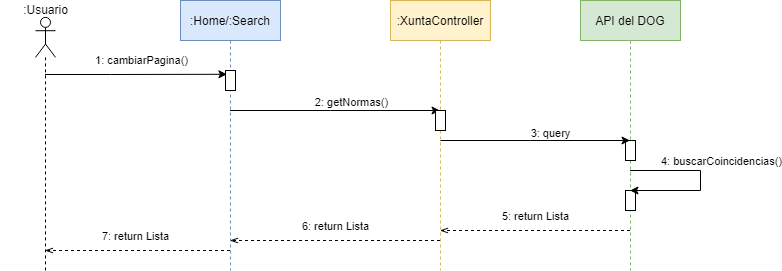 :Usuario
:Home/:Search
:XuntaController
API del DOG
1: cambiarPagina()
2: getNormas()
3: query
4: buscarCoincidencias()
5: return Lista
6: return Lista
7: return Lista